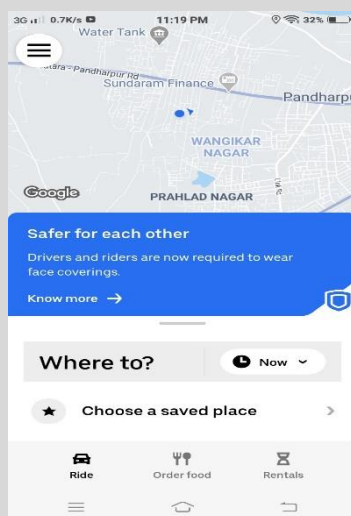 3G 0.7K/s 11:19 PM 32%
Water Tank
Pandharpur Rd
Sundaram Finance
Pandharpu
WANGIKAR
NAGAR
Google
PRAHLAD NAGAR
Safer for each other
Drivers and riders are now required to wear
face coverings.
Know more →
Where to?
Now
Choose a saved place
Ride
Order food
Rentals